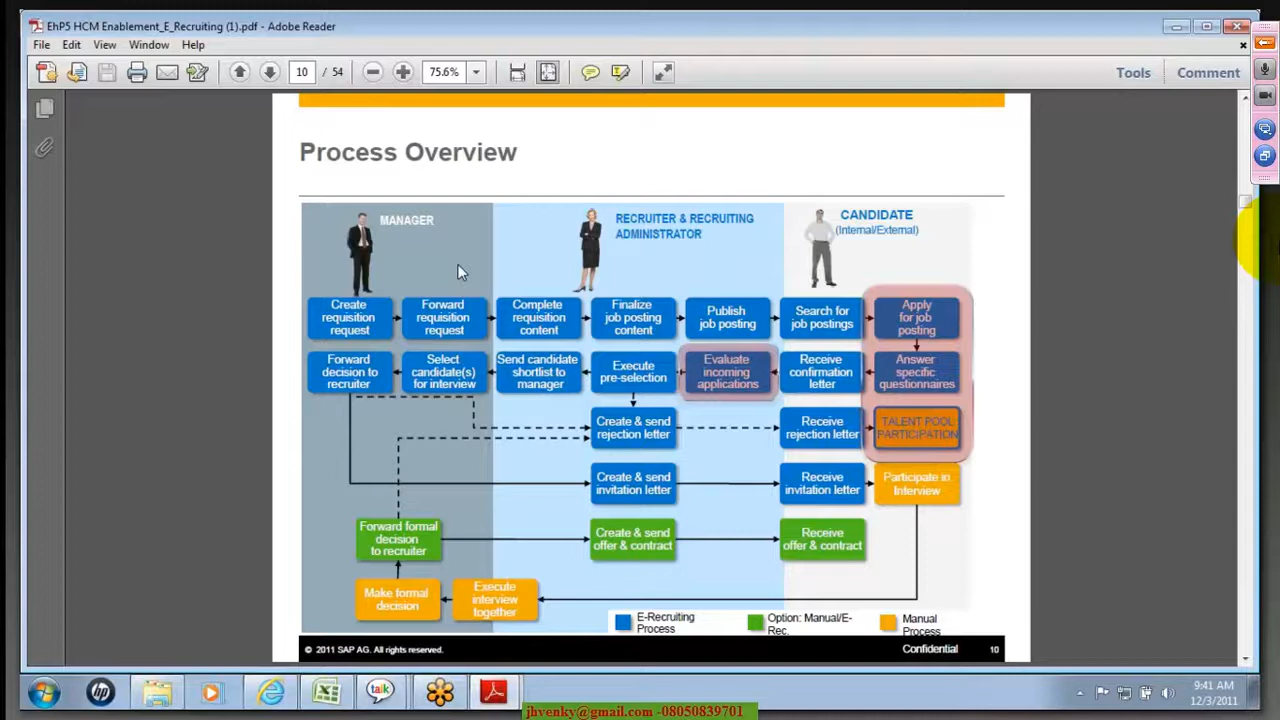 EhP5 HCM Enablement_E_Recruiting (1).pdf - Adobe Reader
File Edit View Window Help
10 / 54 75.6% Tools Comment
Process Overview
MANAGER
RECRUITER & RECRUITING
ADMINISTRATOR
CANDIDATE
(Internal/External)
Create
requisition
request
Forward
requisition
request
Complete
requisition
content
Finalize
job posting
content
Publish
job posting
Search for
job postings
Apply
for job
posting
Forward
decision to
recruiter
Select
candidate(s)
for interview
Send candidate
shortlist to
manager
Execute
pre-selection
Evaluate
incoming
applications
Receive
confirmation
letter
Answer
specific
questionnaires
Create & send
rejection letter
Receive
rejection letter
TALENT POOL
PARTICIPATION
Create & send
invitation letter
Receive
invitation letter
Participate in
Interview
Forward formal
decision
to recruiter
Create & send
offer & contract
Receive
offer & contract
Make formal
decision
Execute
interview
together
E-Recruiting
Process
Option: Manual/E-
Rec.
Manual
Process
© 2011 SAP AG. All rights reserved.
Confidential
10
hp
talk
9:41 AM
12/3/2011
jhvenky@gmail.com -08050839701